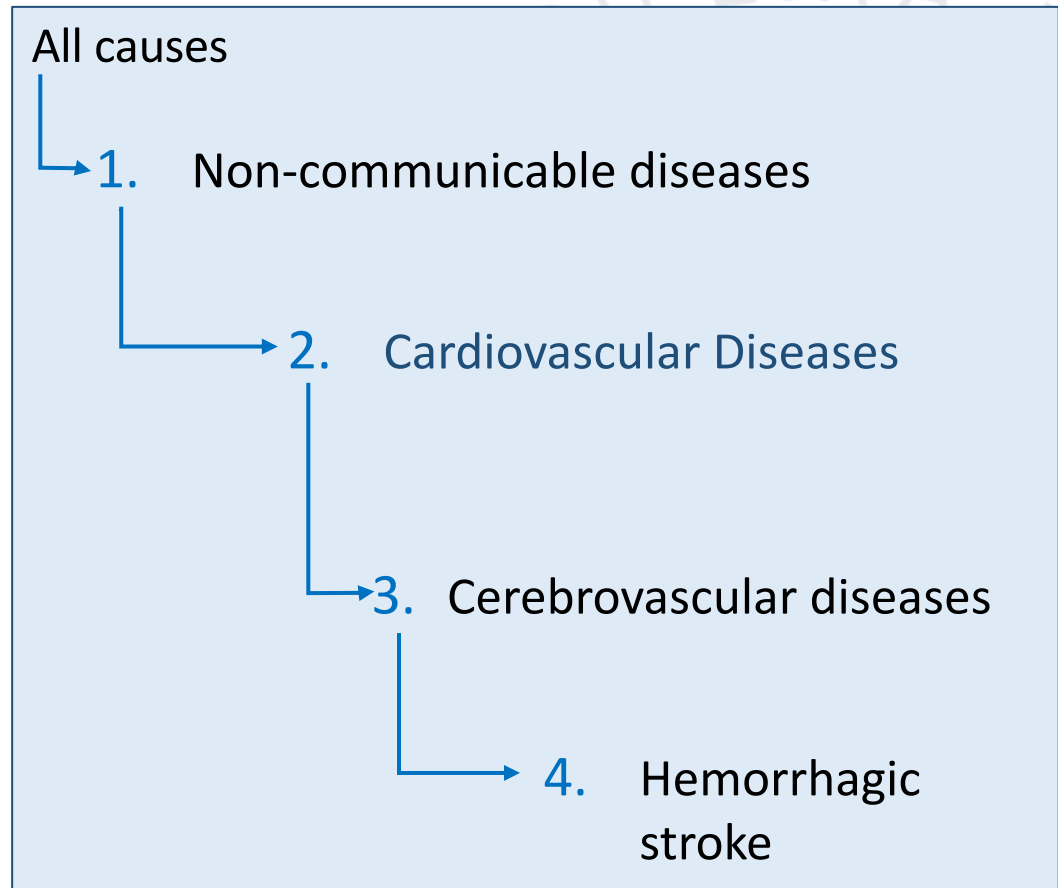 All causes
1. Non-communicable diseases
2. Cardiovascular Diseases
3. Cerebrovascular diseases
4. Hemorrhagic
stroke